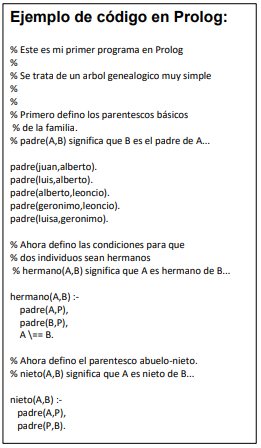 Ejemplo de código en Prolog:
% Este es mi primer programa en Prolog
%
% Se trata de un arbol genealogico muy simple
%
%
% Primero defino los parentescos básicos
% de la familia.
% padre(A,B) significa que B es el padre de A...
padre(juan,alberto).
padre(luis,alberto).
padre(alberto,leoncio).
padre(geronimo,leoncio).
padre(luisa,geronimo).
% Ahora defino las condiciones para que
% dos individuos sean hermanos
% hermano(A,B) significa que A es hermano de B...
hermano(A,B) :-
padre(A,P),
padre(B,P),
A \== B.
% Ahora defino el parentesco abuelo-nieto.
% nieto(A,B) significa que A es nieto de B...
nieto(A,B) :-
padre(A,P),
padre(P,B).